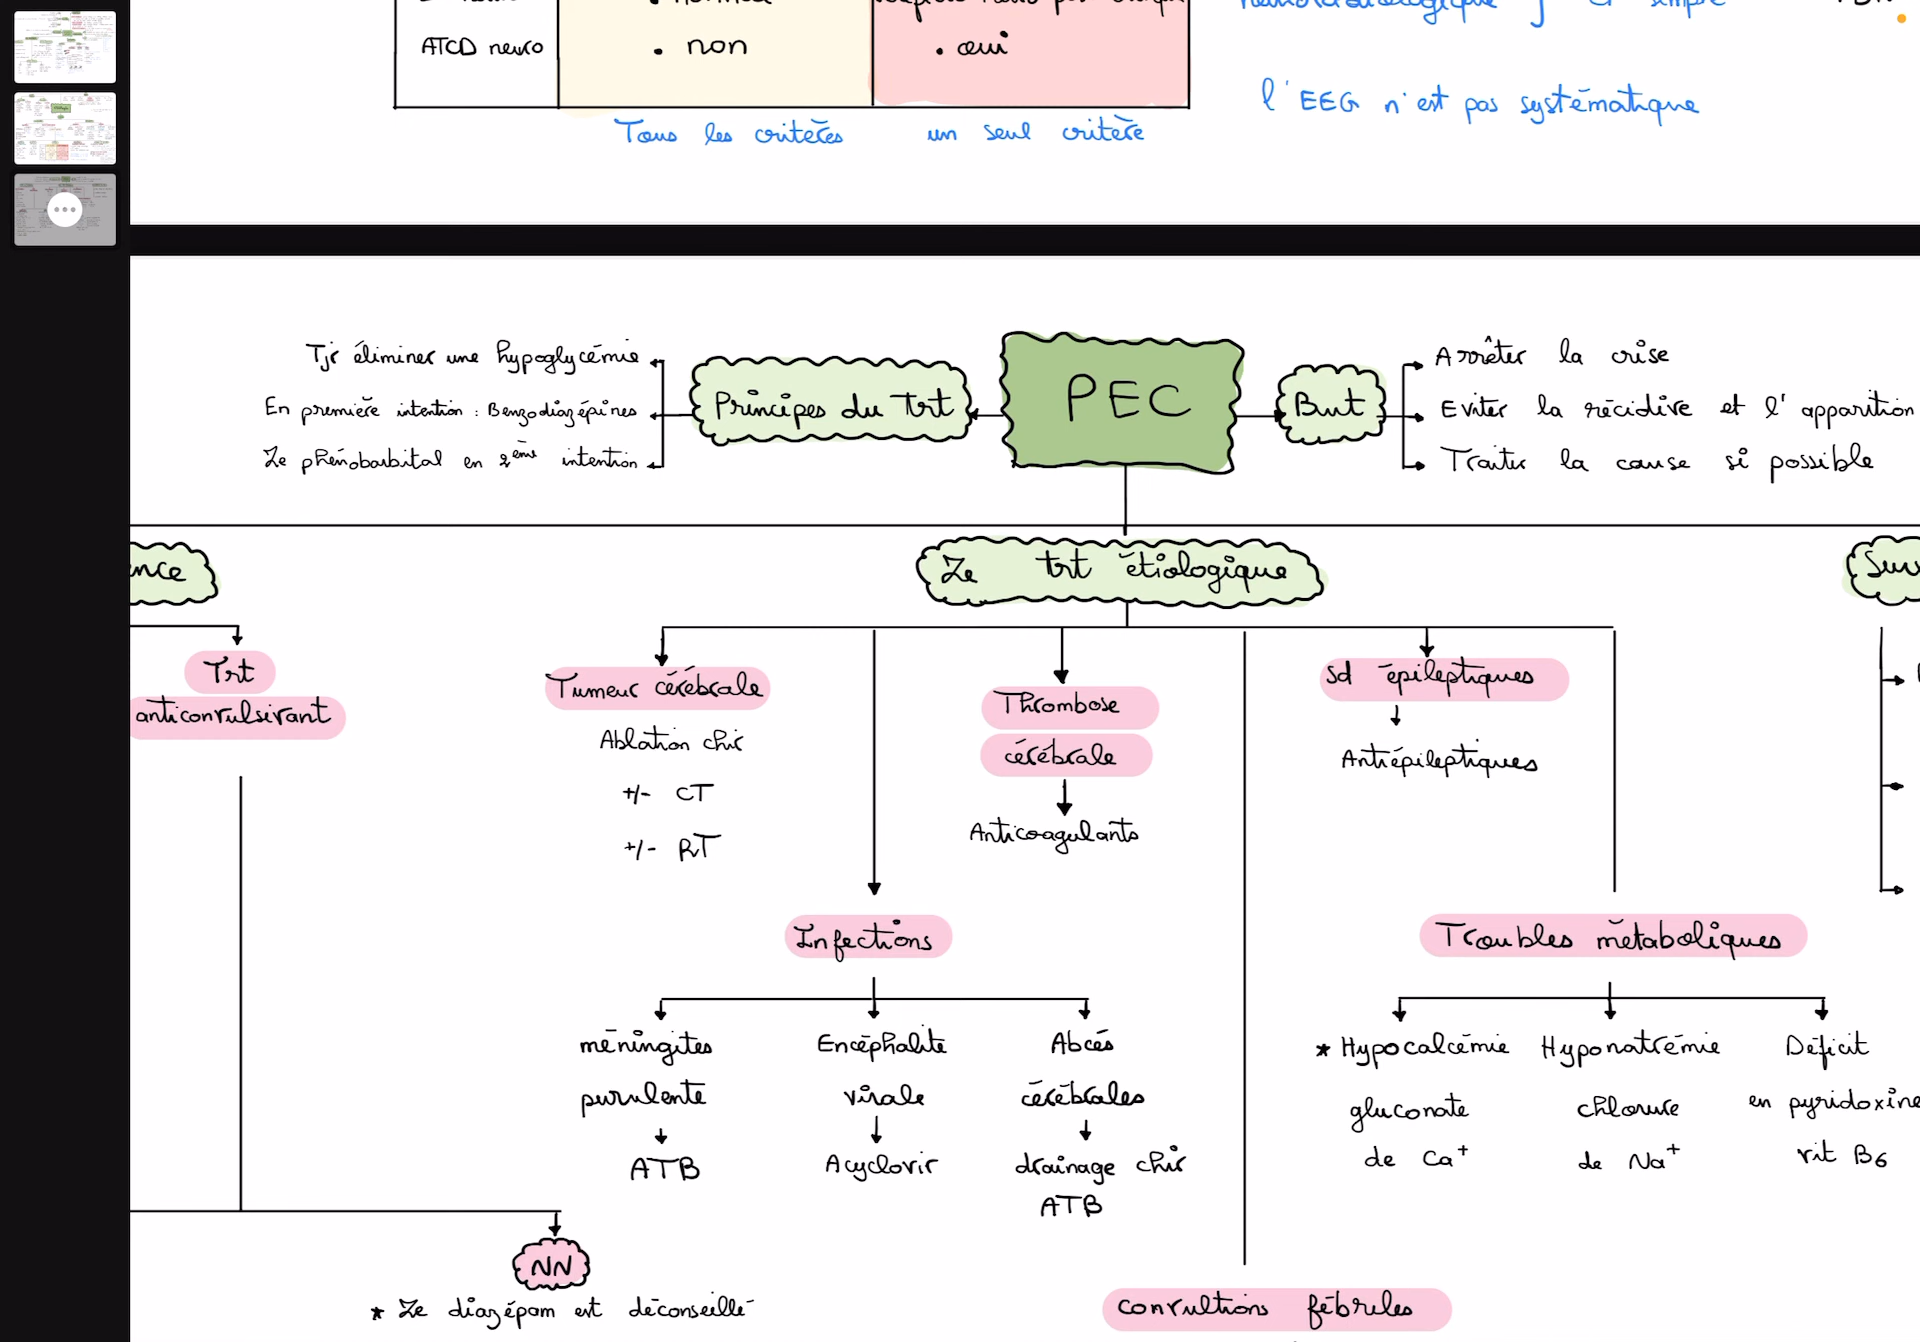 ATCD neuro
• non
• oui
Tous les critères
un seul critère
l'EEG n'est pas systématique
PEC
Principes du Trt
Tjr éliminer une hypoglycémie
En première intention : Benzodiazépines
Le phénobarbital en 2ème intention
But
Arrêter la crise
Eviter la récidive et l'apparition
Traiter la cause si possible
nce
Trt
anticonvulsivant
Le trt étiologique
Tumeur cérébrale
Ablation chir
+/- CT
+/- RT
Thrombose
cérébrale
Anticoagulants
Sd épileptiques
Antiépileptiques
Infections
méningites
purulente
ATB
Encéphalite
virale
Acyclovir
Abcés
cérébrales
drainage chir
ATB
Troubles métaboliques
* Hypocalcémie
gluconate
de Ca+
Hyponatrémie
chlorure
de Na+
Déficit
en pyridoxine
vit B6
NN
* Le diazépam est déconseillé
convultions fébriles